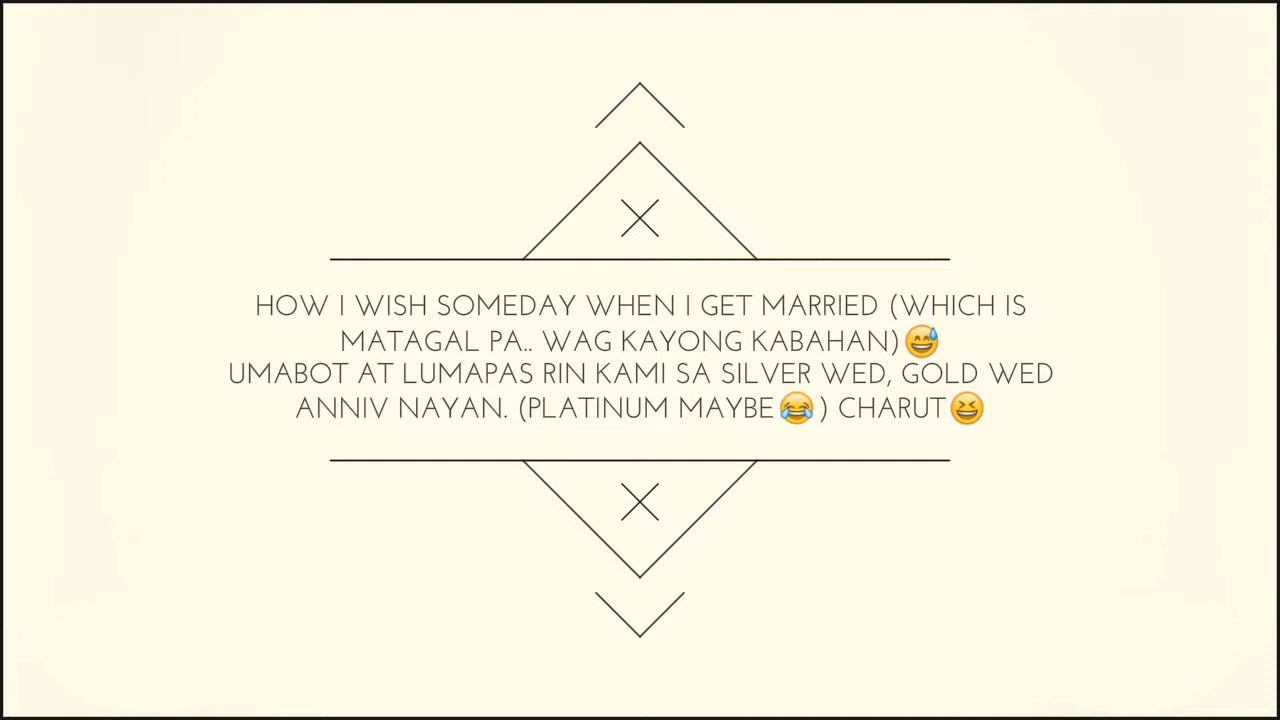 HOW I WISH SOMEDAY WHEN I GET MARRIED (WHICH IS
MATAGAL PA.. WAG KAYONG KABAHAN)😅
UMABOT AT LUMAPAS RIN KAMI SA SILVER WED, GOLD WED
ANNIV NAYAN. (PLATINUM MAYBE😂) CHARUT😆